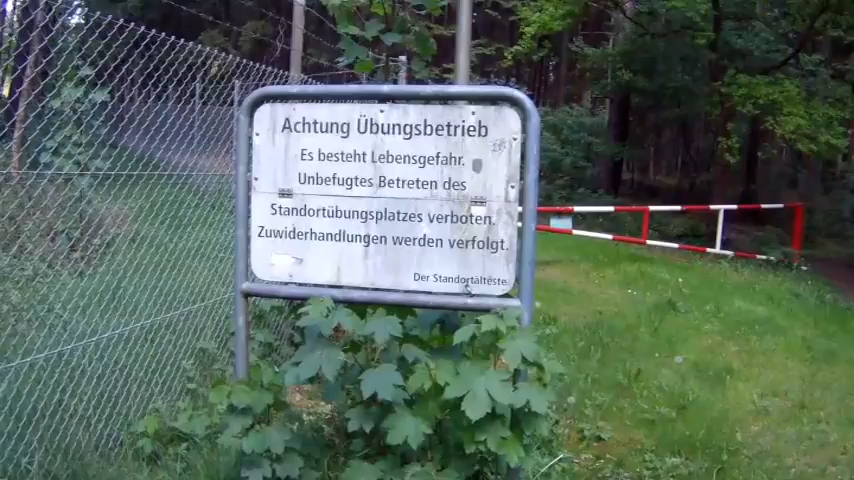 ACHTUNG ÜBUNGSBETRIEB
ES BESTEHT LEBENSGEFAHR.
UNBEFUGTES BETRETEN DES
STANDORTÜBUNGSPLATZES VERBOTEN.
ZUWIDERHANDLUNGEN WERDEN VERFOLGT
DER STANDORTÄLTESTE